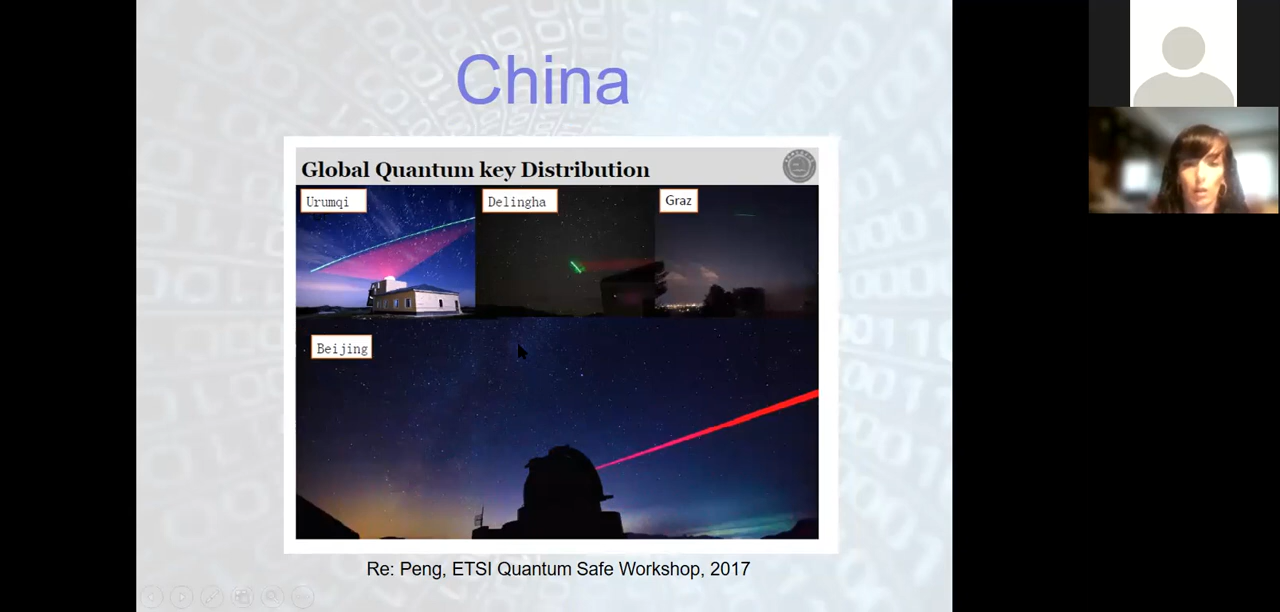 China
Global Quantum key Distribution
Urumqi
Delingha
Graz
Beijing
Re: Peng, ETSI Quantum Safe Workshop, 2017